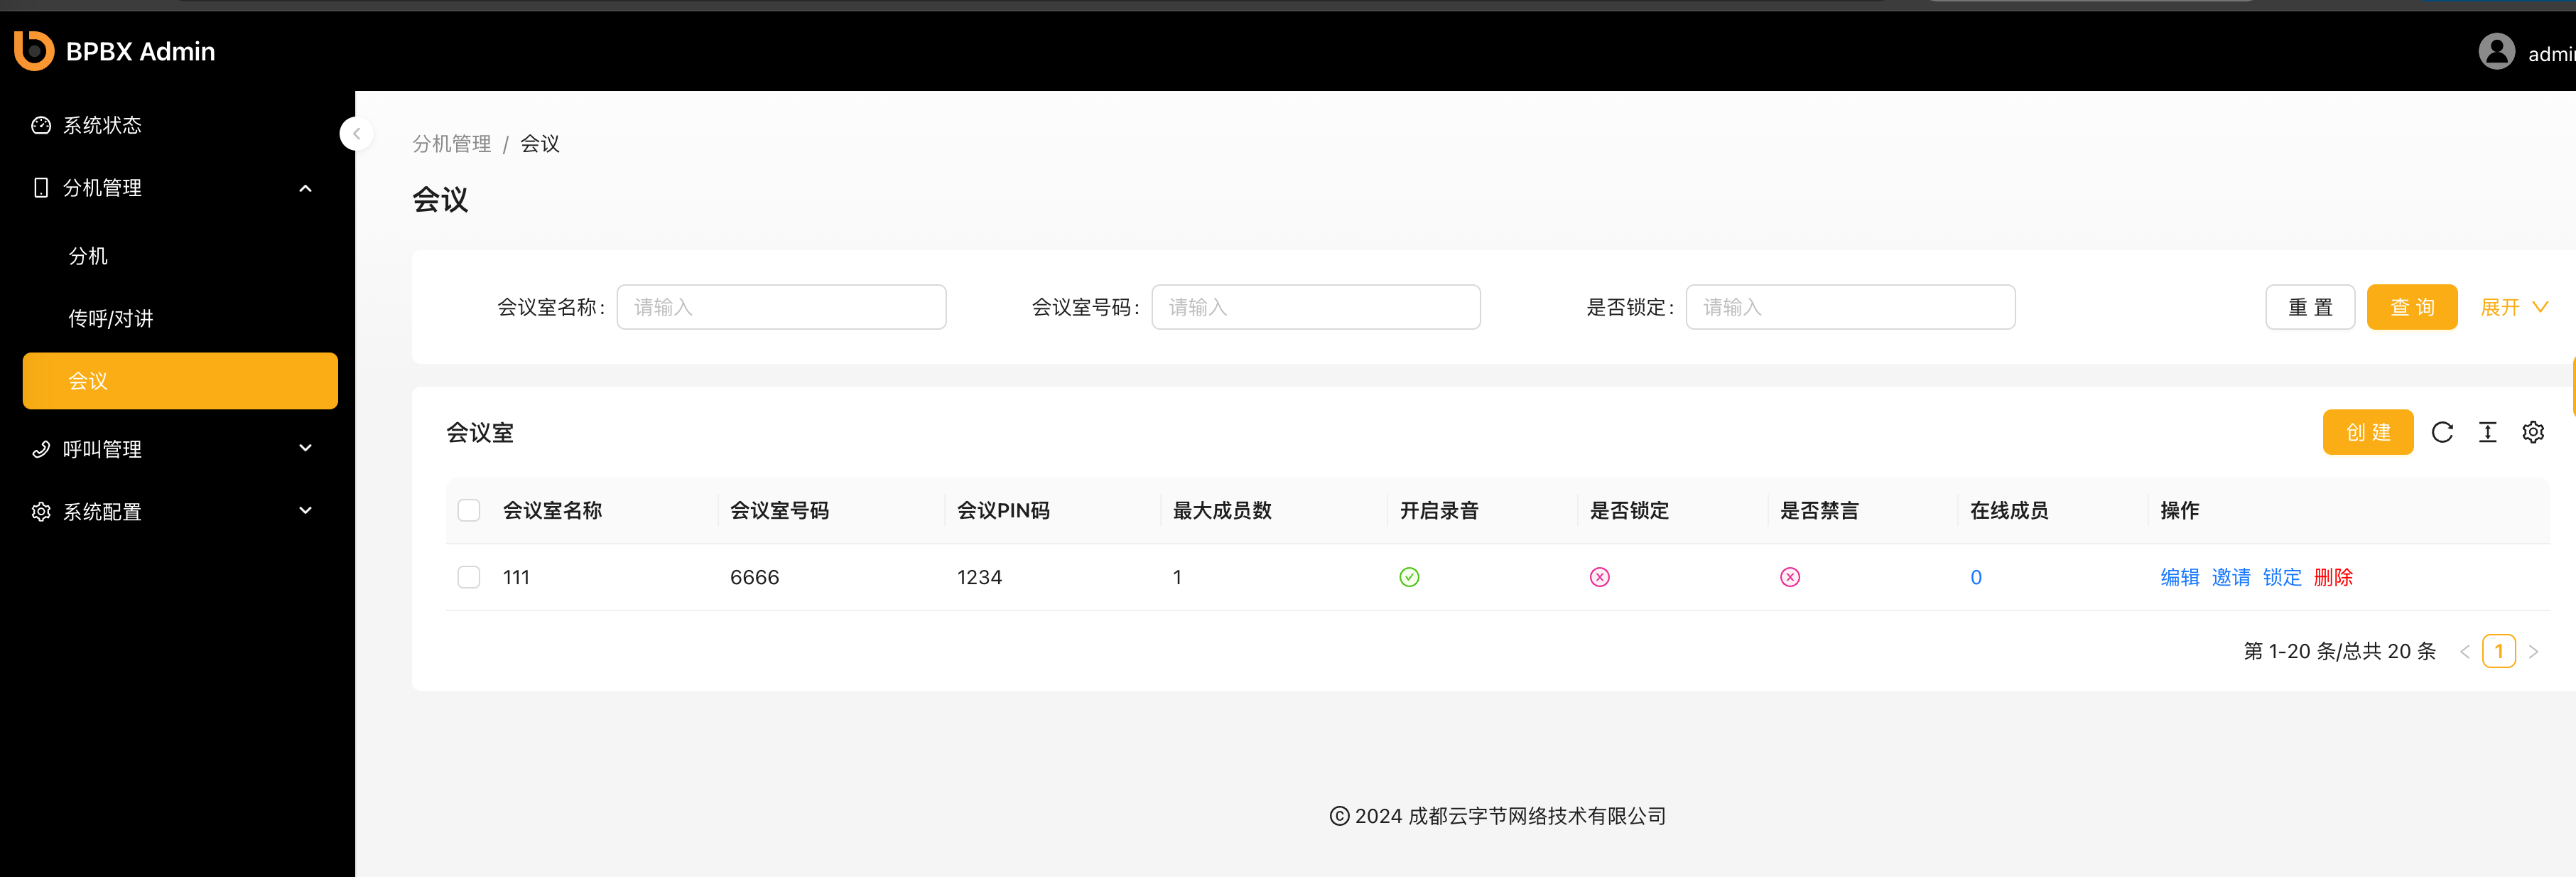 BPBX Admin
系统状态
分机管理
分机
传呼/对讲
会议
呼叫管理
系统配置
分机管理 / 会议
会议
会议室名称: 请输入 会议室号码: 请输入 是否锁定: 请输入 重 置 查 询 展开
会议室 创 建
会议室名称 会议室号码 会议PIN码 最大成员数 开启录音 是否锁定 是否禁言 在线成员 操作
111 6666 1234 1 0 编辑 邀请 锁定 删除
第 1-20 条/总共 20 条 < 1 >
© 2024 成都云字节网络技术有限公司